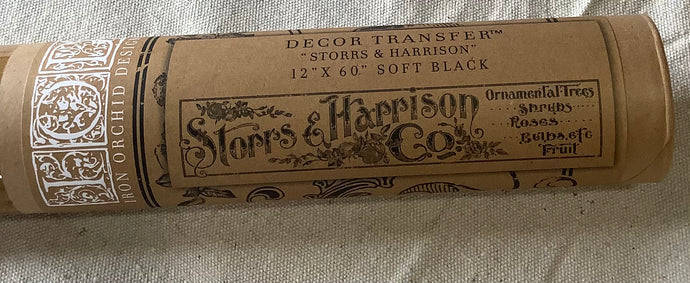 DECOR TRANSFER™
"STORRS & HARRISON"
12"X 60." SOFT BLACK
Storrs & Harrison Co.
Ornamental-Trees
Shrubs
Roses
Bulbs, etc
Fruit
IOD
IRON ORCHID DESIG